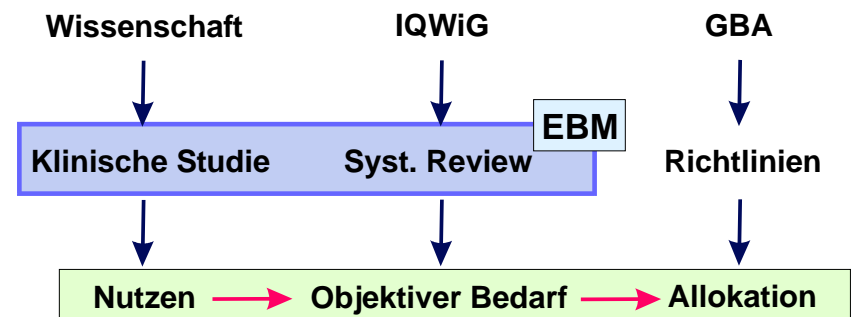 Wissenschaft IQWiG GBA
EBM
Klinische Studie Syst. Review Richtlinien
Nutzen Objektiver Bedarf Allokation